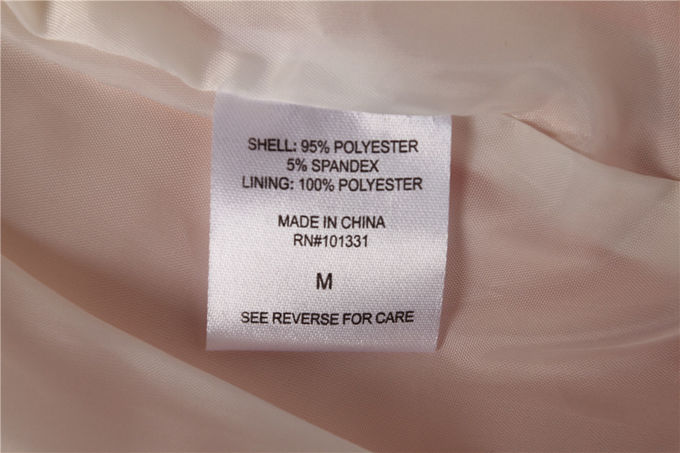 SHELL: 95% POLYESTER
5% SPANDEX
LINING: 100% POLYESTER
MADE IN CHINA
RN#101331
M
SEE REVERSE FOR CARE